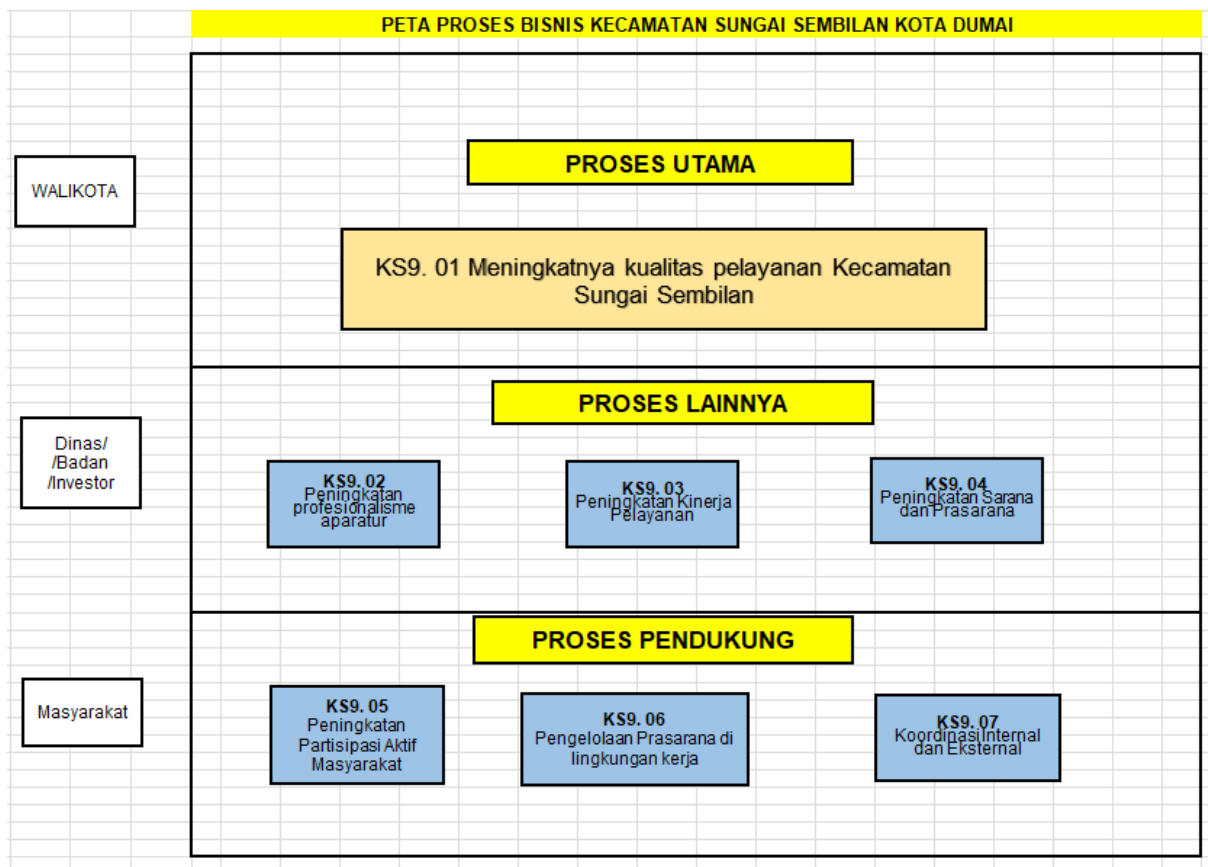 PETA PROSES BISNIS KECAMATAN SUNGAI SEMBILAN KOTA DUMAI
WALIKOTA
PROSES UTAMA
KS9. 01 Meningkatnya kualitas pelayanan Kecamatan
Sungai Sembilan
Dinas/
/Badan
/Investor
PROSES LAINNYA
KS9. 02
Peningkatan
profesionalisme
aparatur
KS9. 03
Peningkatan Kinerja
Pelayanan
KS9. 04
Peningkatan Sarana
dan Prasarana
Masyarakat
PROSES PENDUKUNG
KS9. 05
Peningkatan
Partisipasi Aktif
Masyarakat
KS9. 06
Pengelolaan Prasarana di
lingkungan kerja
KS9. 07
Koordinasi Internal
dan Eksternal